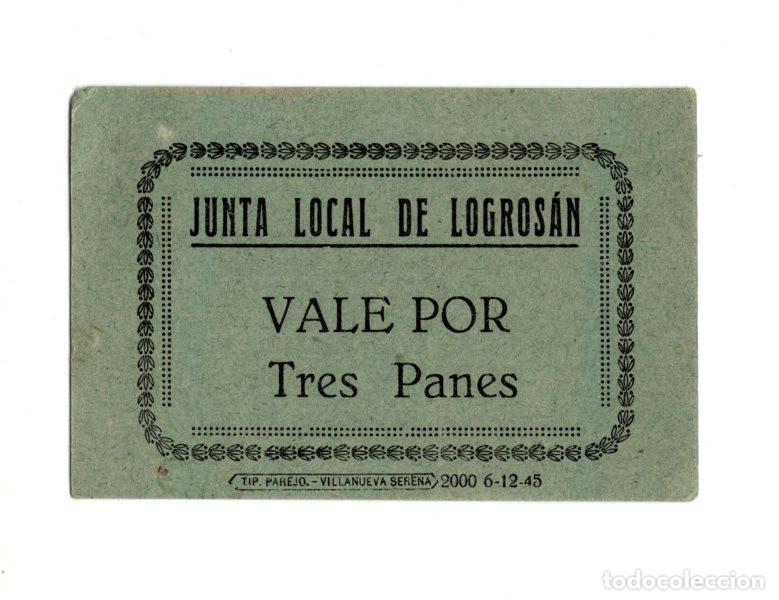 JUNTA LOCAL DE LOGROSÁN
VALE POR
Tres Panes
TIP. PAREJO.-VILLANUEVA SERENA 2000 6-12-45
todocoleccion